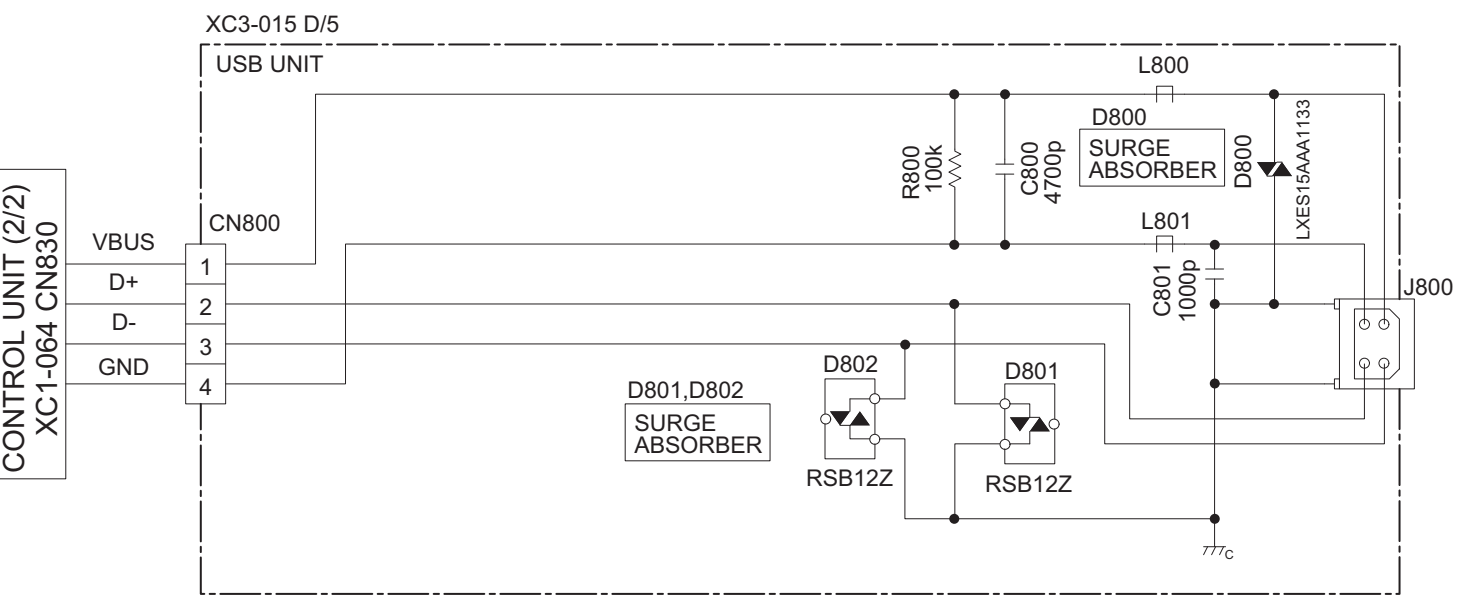 XC3-015 D/5
USB UNIT
L800
D800
SURGE
ABSORBER
R800
100k
C800
4700p
D800
LXES15AAA1133
CONTROL UNIT (2/2)
XC1-064 CN830
VBUS
D+
D-
GND
CN800
1
2
3
4
L801
C801
1000p
J800
D802
D801
D801,D802
SURGE
ABSORBER
RSB12Z
RSB12Z
C